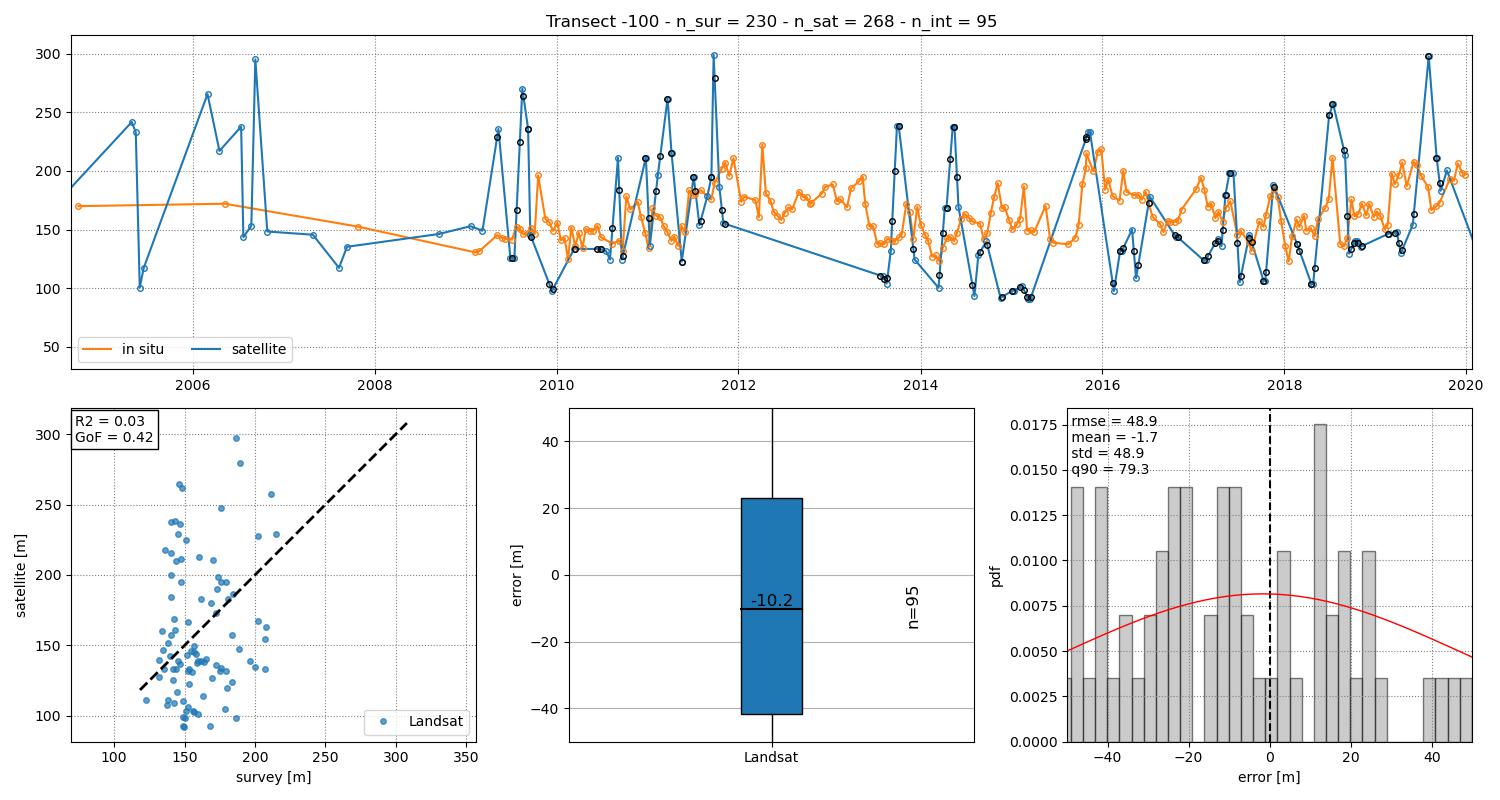 Transect -100 - n_sur = 230 - n_sat = 268 - n_int = 95
300
250
200
150
100
50
in situ
satellite
2006
2008
2010
2012
2014
2016
2018
2020
R2 = 0.03
GoF = 0.42
300
250
200
150
100
satellite [m]
Landsat
100
150
200
250
300
350
survey [m]
40
20
0
−20
−40
error [m]
-10.2
n=95
Landsat
rmse = 48.9
mean = -1.7
std = 48.9
q90 = 79.3
0.0175
0.0150
0.0125
0.0100
0.0075
0.0050
0.0025
0.0000
pdf
−40
−20
0
20
40
error [m]